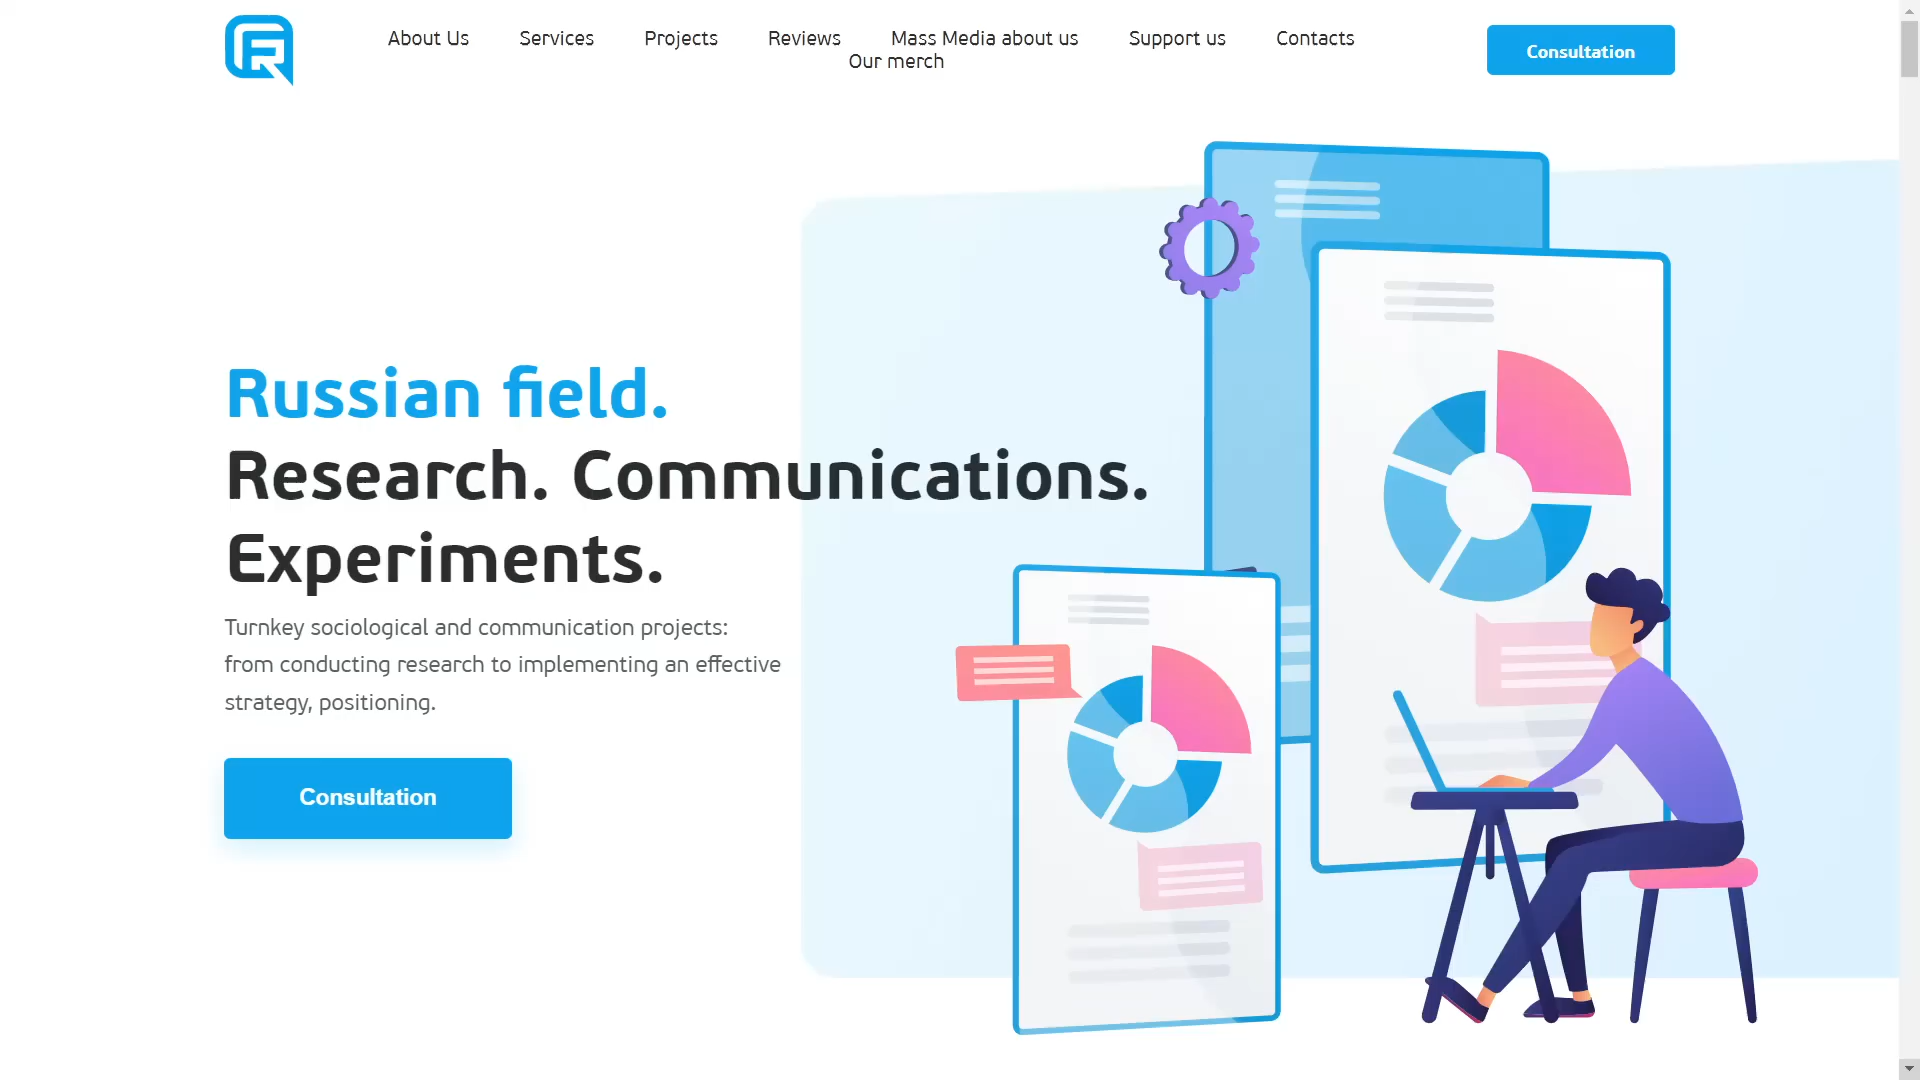 About Us
Services
Projects
Reviews
Mass Media about us
Support us
Contacts
Our merch
Consultation
Russian field.
Research. Communications.
Experiments.
Turnkey sociological and communication projects:
from conducting research to implementing an effective
strategy, positioning.
Consultation